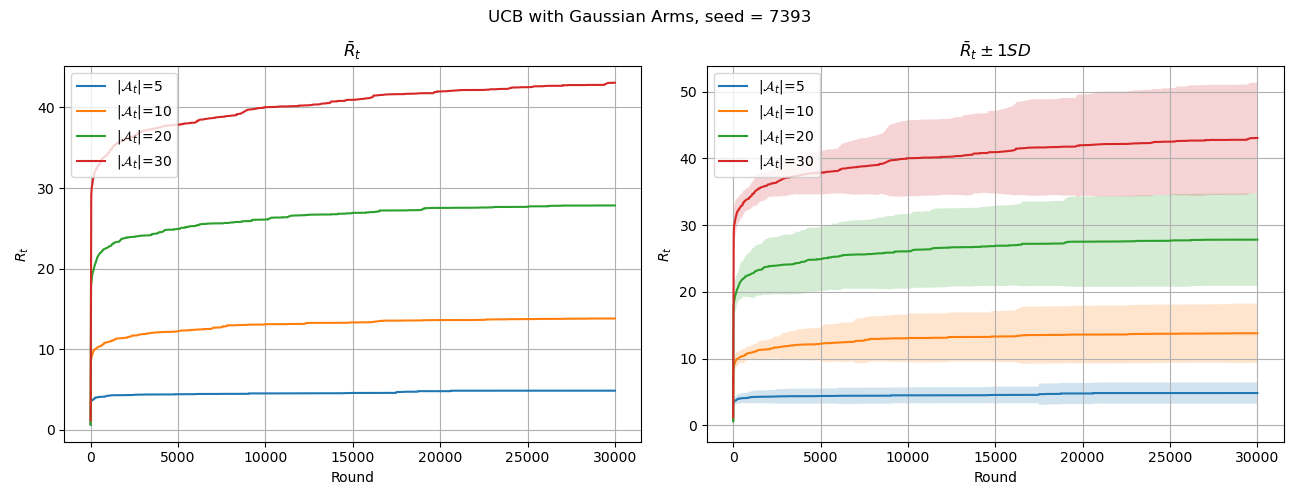 UCB with Gaussian Arms, seed = 7393
R̄ₜ
|𝒜ₜ|=5
|𝒜ₜ|=10
|𝒜ₜ|=20
|𝒜ₜ|=30
40
30
20
10
0
Rₜ
0 5000 10000 15000 20000 25000 30000
Round
R̄ₜ ± 1SD
|𝒜ₜ|=5
|𝒜ₜ|=10
|𝒜ₜ|=20
|𝒜ₜ|=30
50
40
30
20
10
0
Rₜ
0 5000 10000 15000 20000 25000 30000
Round